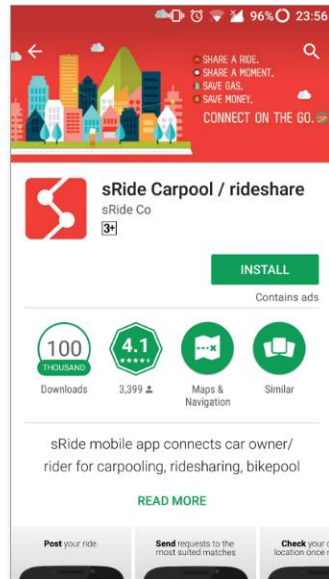 96% 23:56
SHARE A RIDE.
SHARE A MOMENT.
SAVE GAS.
SAVE MONEY.
CONNECT ON THE GO.
sRide Carpool / rideshare
sRide Co
3+
INSTALL
Contains ads
100
THOUSAND
Downloads
4.1
3,399
Maps &
Navigation
Similar
sRide mobile app connects car owner/
rider for carpooling, ridesharing, bikepool
READ MORE
Post your ride.
Send requests to the
most suited matches
Check your
location once